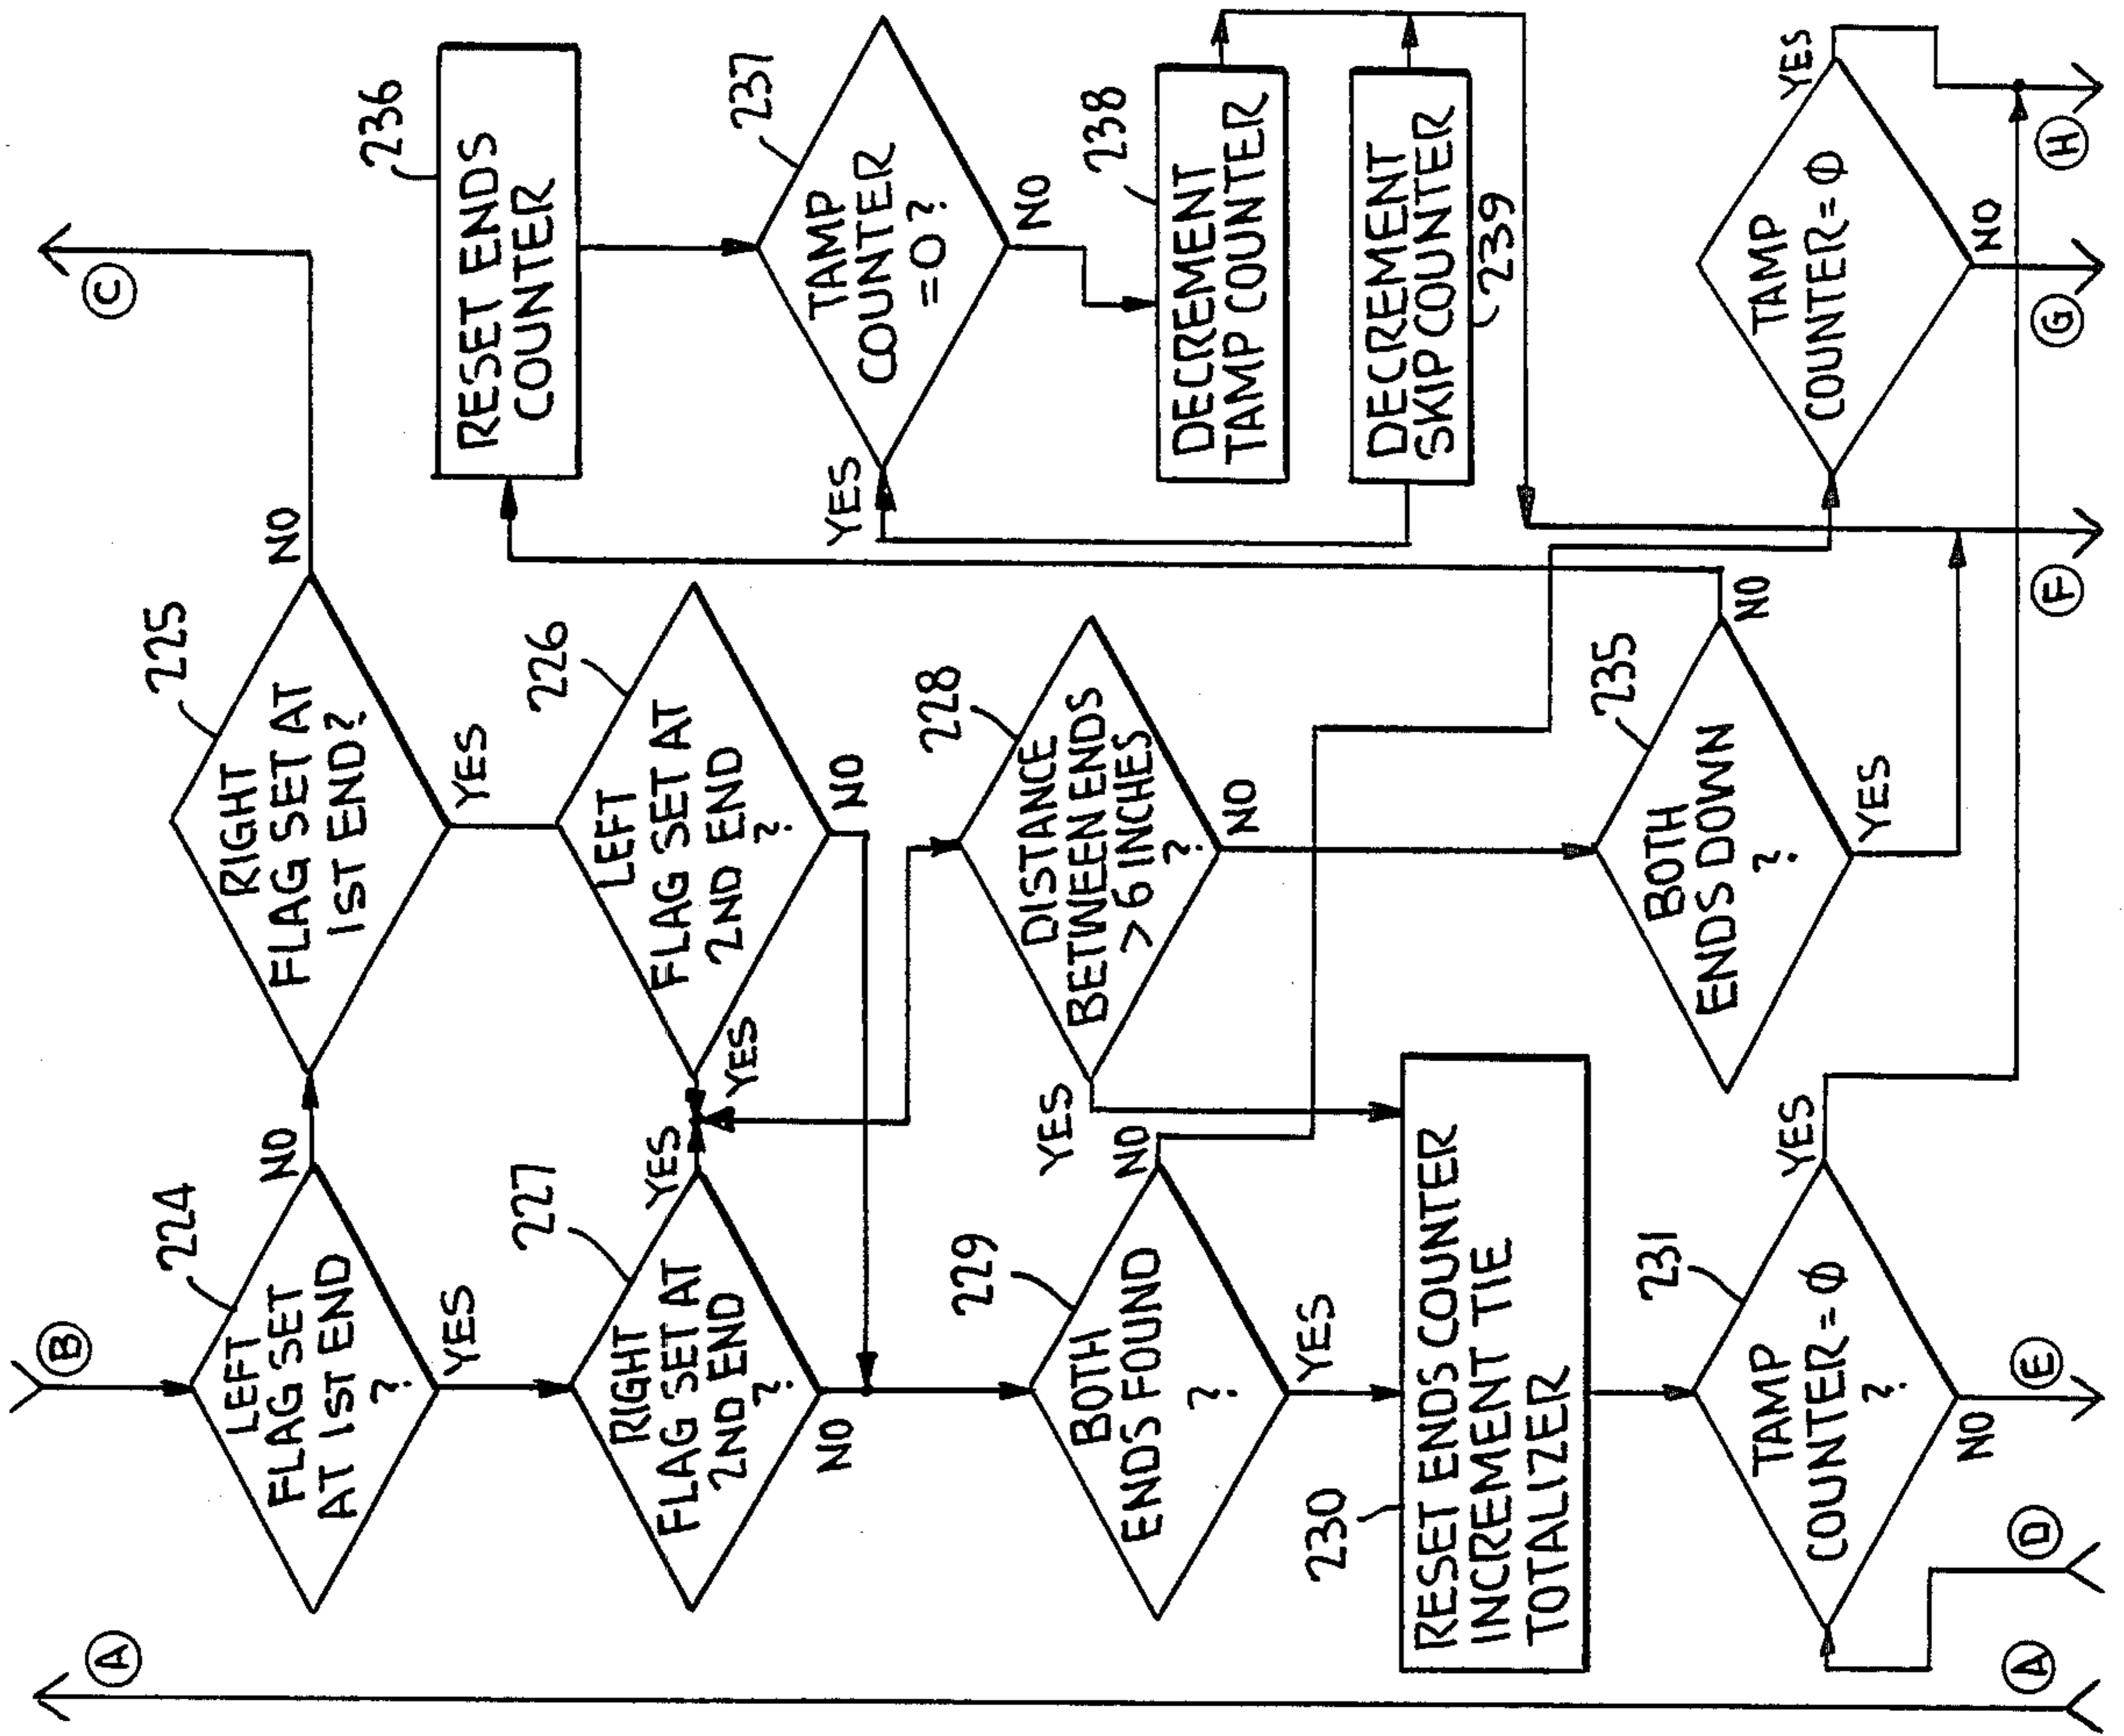 A
B
C
224
LEFT
FLAG SET
AT 1ST END
?
NO
YES
225
RIGHT
FLAG SET AT
1ST END?
NO
YES
236
RESET ENDS
COUNTER
227
RIGHT
FLAG SET AT
2ND END
?
YES
NO
226
LEFT
FLAG SET AT
2ND END
?
YES
NO
237
TAMP
COUNTER
=0?
YES
NO
229
BOTH
ENDS FOUND
?
NO
YES
228
DISTANCE
BETWEEN ENDS
> 6 INCHES
?
YES
NO
238
DECREMENT
TAMP COUNTER
DECREMENT
SKIP COUNTER
239
230
RESET ENDS COUNTER
INCREMENT TIE
TOTALIZER
235
BOTH
ENDS DOWN
?
NO
YES
231
TAMP
COUNTER=Φ
?
YES
NO
TAMP
COUNTER=Φ
YES
NO
A
D
E
F
G
H